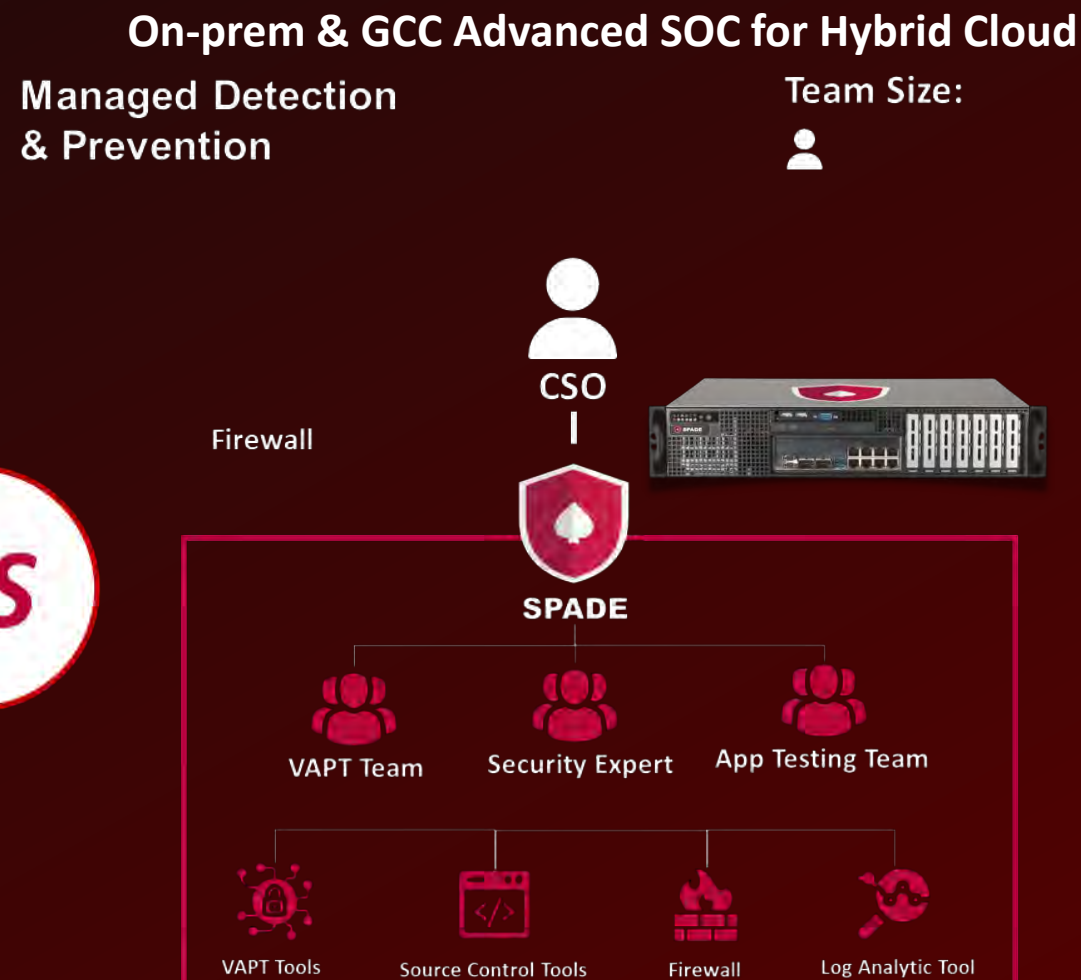 On-prem & GCC Advanced SOC for Hybrid Cloud
Managed Detection
& Prevention
Team Size:
CSO
Firewall
SPADE
S
SPADE
VAPT Team
Security Expert
App Testing Team
VAPT Tools
Source Control Tools
Firewall
Log Analytic Tool